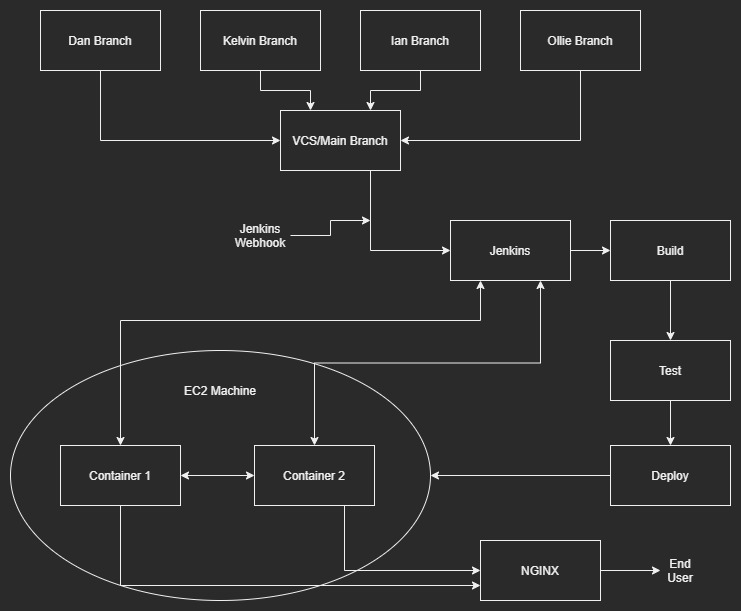 Dan Branch
Kelvin Branch
Ian Branch
Ollie Branch
VCS/Main Branch
Jenkins
Webhook
Jenkins
Build
Test
EC2 Machine
Container 1
Container 2
Deploy
NGINX
End
User